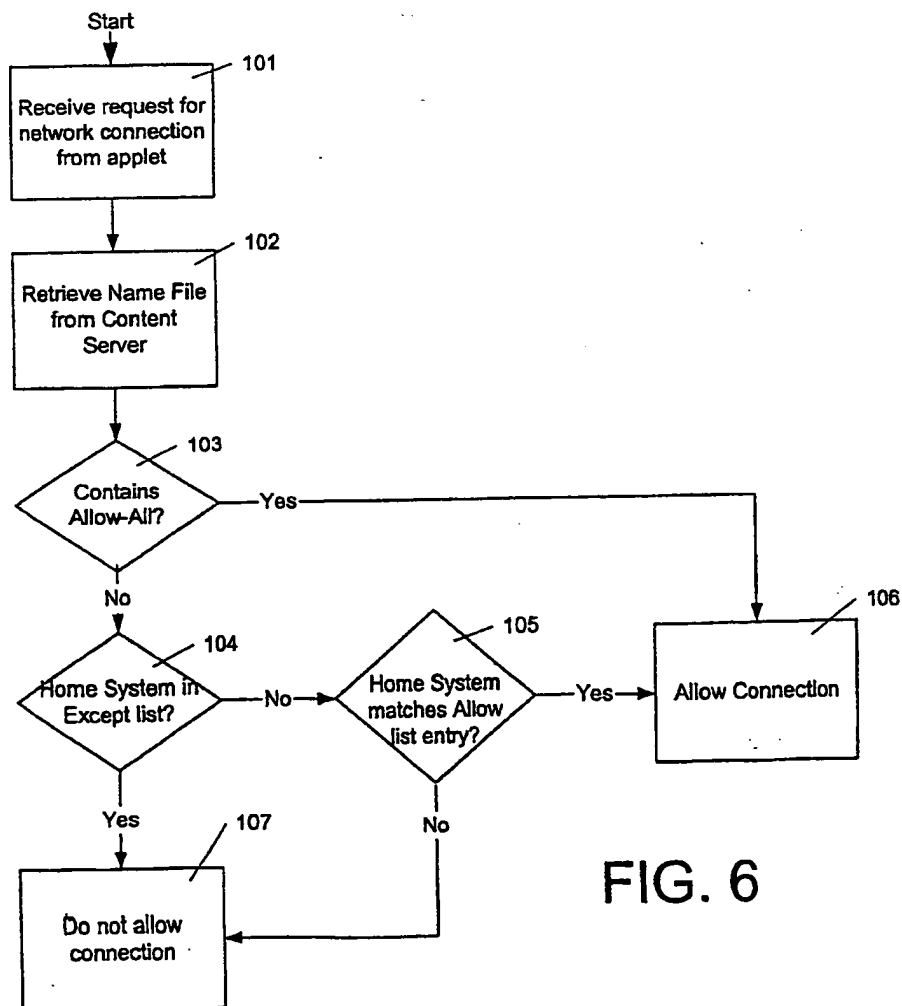 Start
101
Receive request for
network connection
from applet
102
Retrieve Name File
from Content
Server
103
Contains
Allow-All?
Yes
No
104
Home System in
Except list?
No
105
Home System
matches Allow
list entry?
Yes
106
Allow Connection
Yes
No
107
Do not allow
connection
FIG. 6